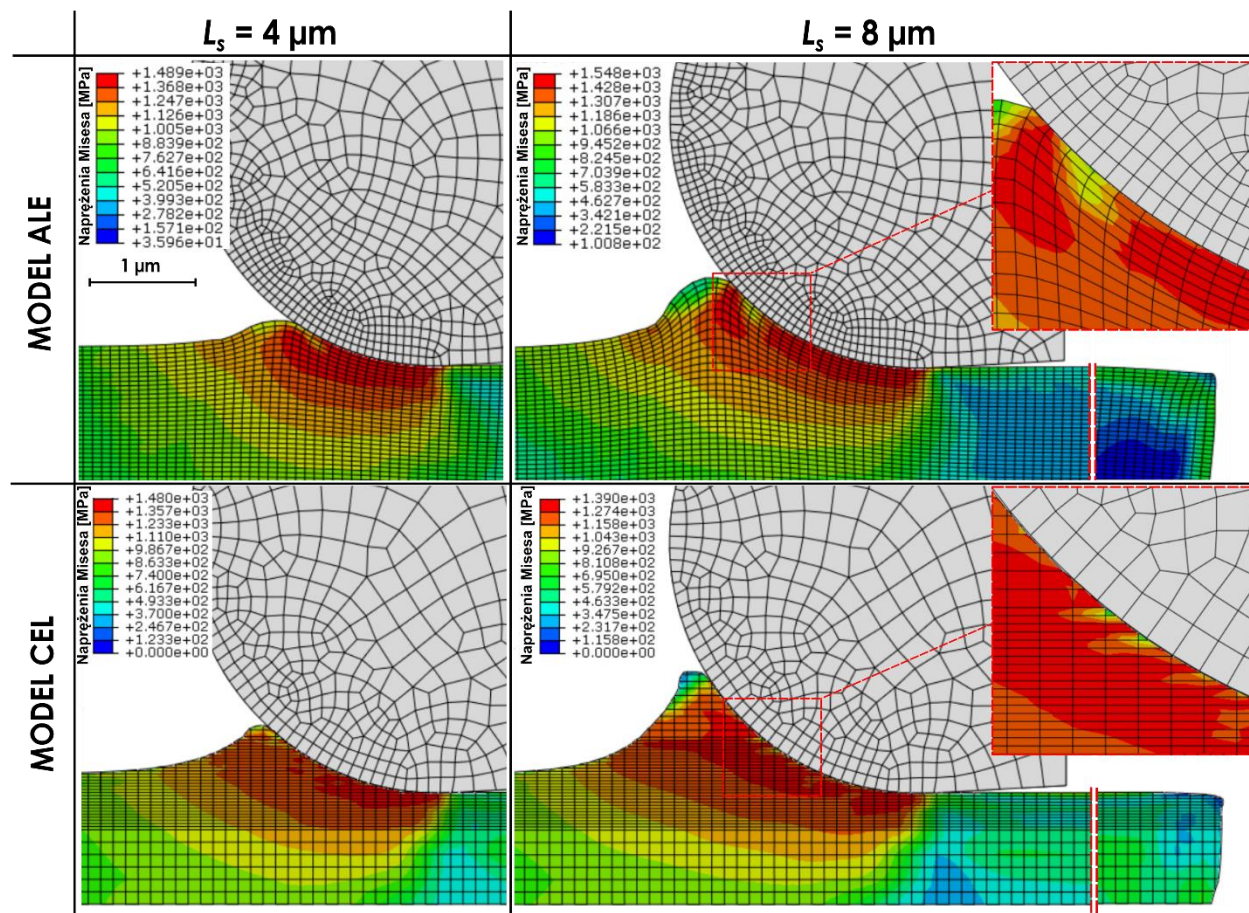 Ls = 4 µm
Ls = 8 µm
MODEL ALE
Naprężenia Misesa [MPa]
+1.489e+03
+1.368e+03
+1.247e+03
+1.126e+03
+1.005e+03
+8.839e+02
+7.627e+02
+6.416e+02
+5.205e+02
+3.993e+02
+2.782e+02
+1.571e+02
+3.596e+01
1 µm
Naprężenia Misesa [MPa]
+1.548e+03
+1.428e+03
+1.307e+03
+1.186e+03
+1.066e+03
+9.452e+02
+8.245e+02
+7.039e+02
+5.833e+02
+4.627e+02
+3.421e+02
+2.215e+02
+1.008e+02
MODEL CEL
Naprężenia Misesa [MPa]
+1.480e+03
+1.357e+03
+1.233e+03
+1.110e+03
+9.867e+02
+8.633e+02
+7.400e+02
+6.167e+02
+4.933e+02
+3.700e+02
+2.467e+02
+1.233e+02
+0.000e+00
Naprężenia Misesa [MPa]
+1.390e+03
+1.274e+03
+1.158e+03
+1.043e+03
+9.267e+02
+8.108e+02
+6.950e+02
+5.792e+02
+4.633e+02
+3.475e+02
+2.317e+02
+1.158e+02
+0.000e+00